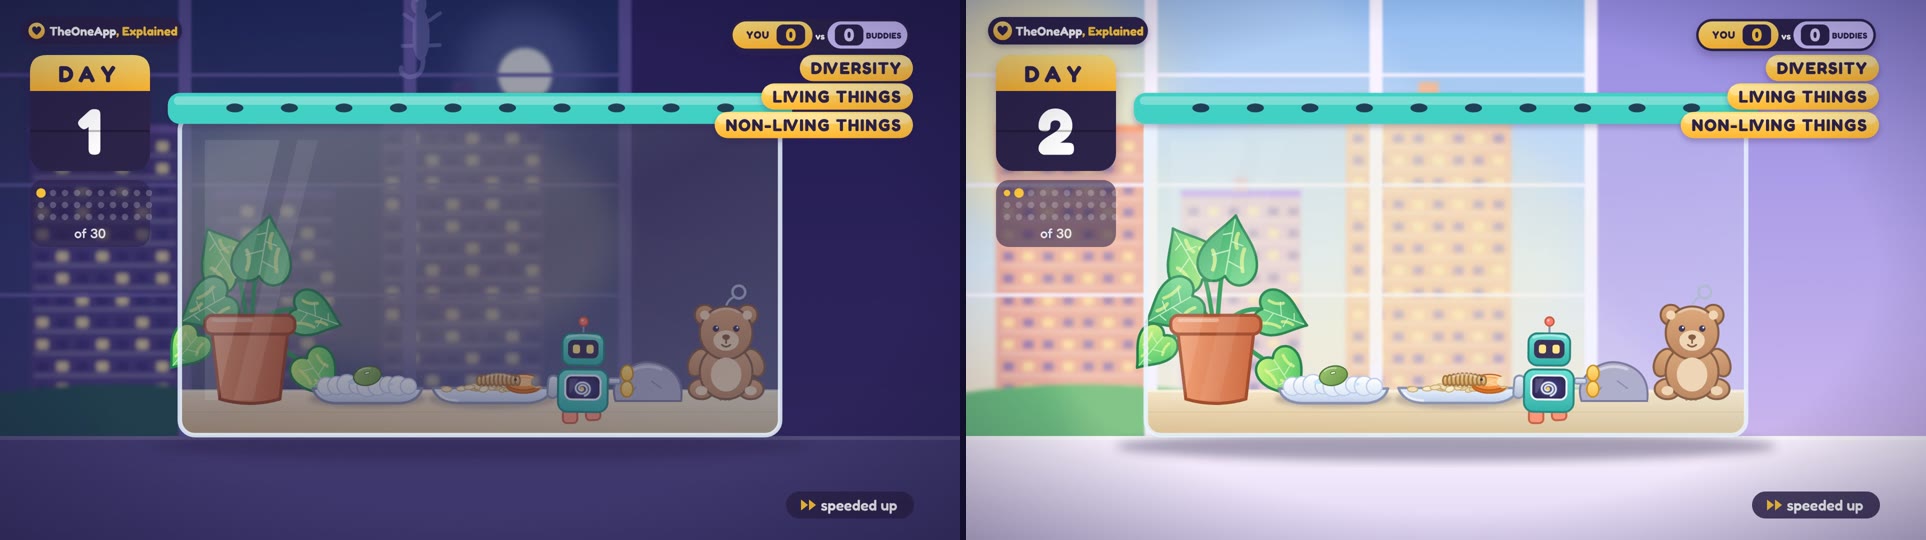 TheOneApp, Explained
YOU 0 vs 0 BUDDIES
DAY
1
of 30
DIVERSITY
LIVING THINGS
NON-LIVING THINGS
speeded up
TheOneApp, Explained
YOU 0 vs 0 BUDDIES
DAY
2
of 30
DIVERSITY
LIVING THINGS
NON-LIVING THINGS
speeded up